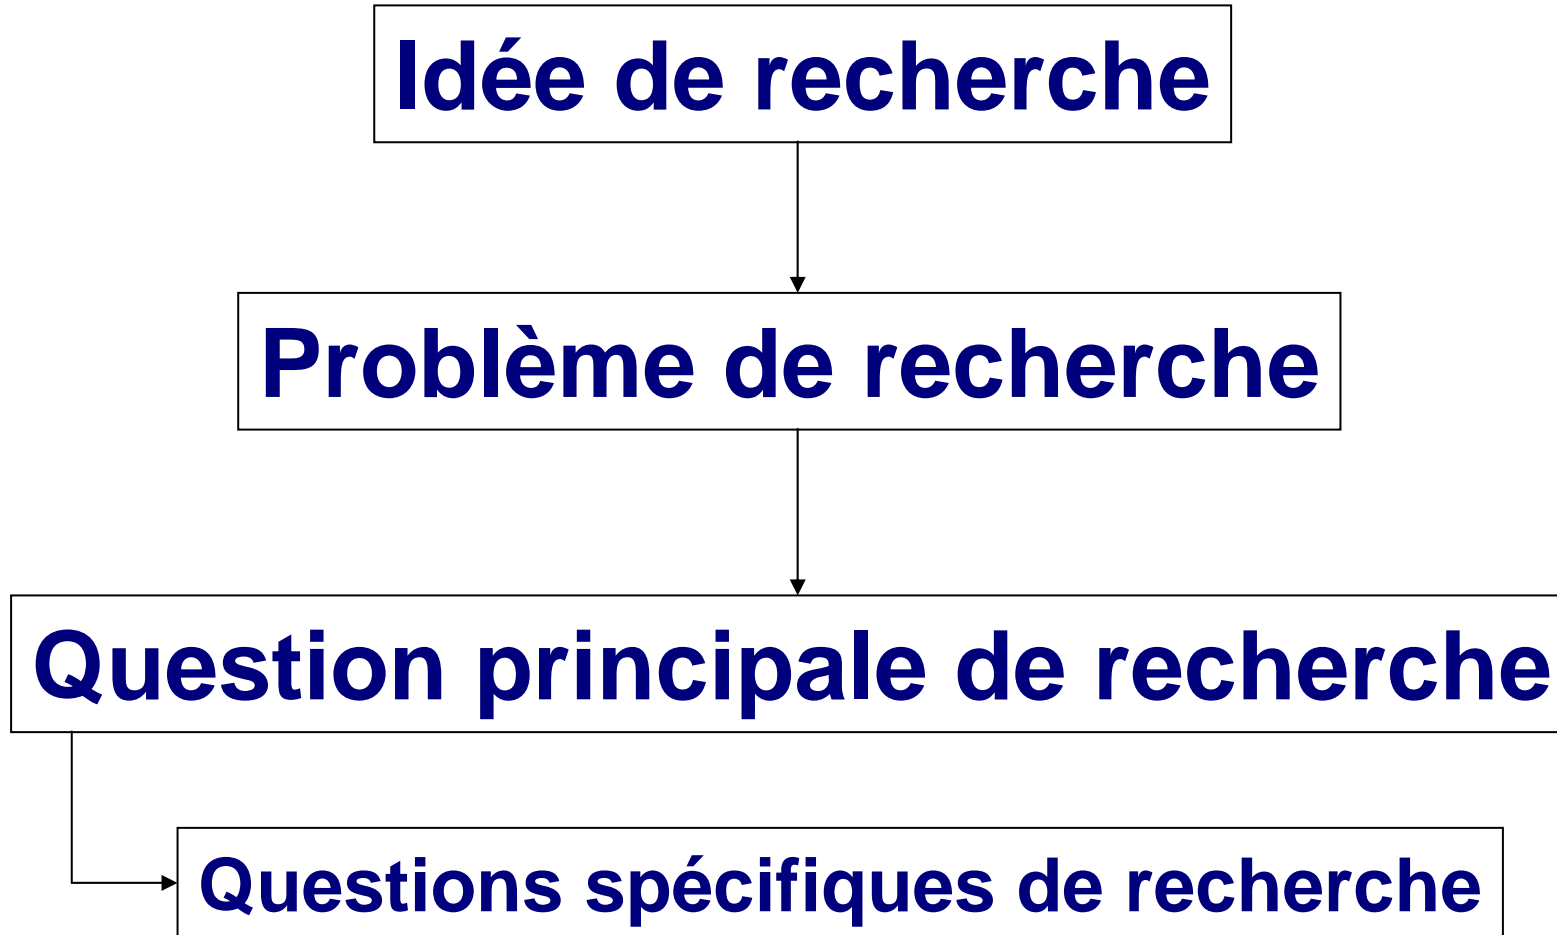 Idée de recherche
Problème de recherche
Question principale de recherche
Questions spécifiques de recherche